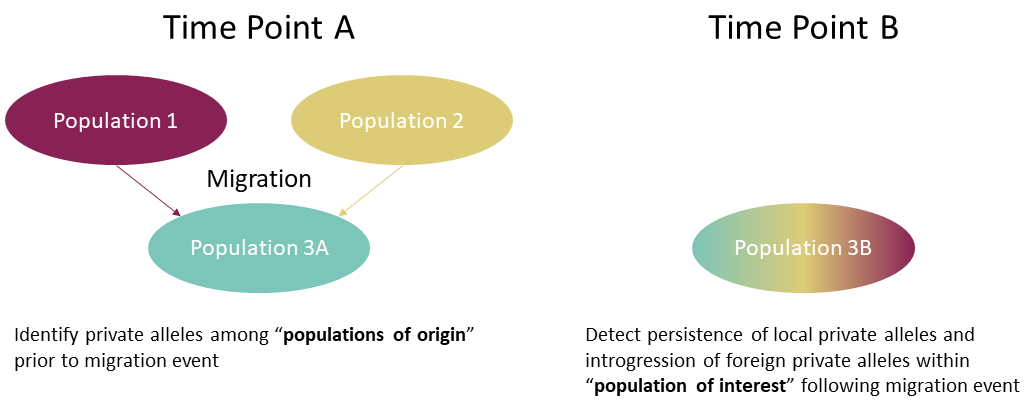 Time Point A
Time Point B
Population 1
Population 2
Migration
Population 3A
Population 3B
Identify private alleles among “populations of origin”
prior to migration event
Detect persistence of local private alleles and
introgression of foreign private alleles within
“population of interest” following migration event